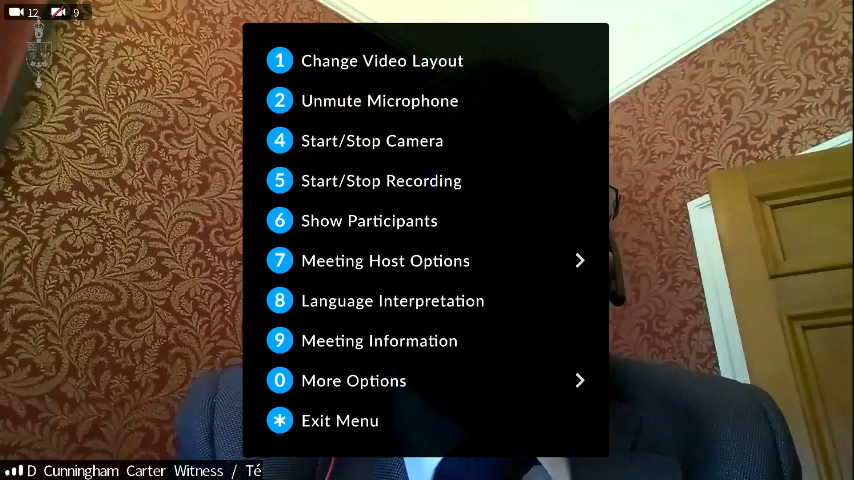 12 9
1 Change Video Layout
2 Unmute Microphone
4 Start/Stop Camera
5 Start/Stop Recording
6 Show Participants
7 Meeting Host Options
8 Language Interpretation
9 Meeting Information
0 More Options
* Exit Menu
D Cunningham Carter Witness / Té